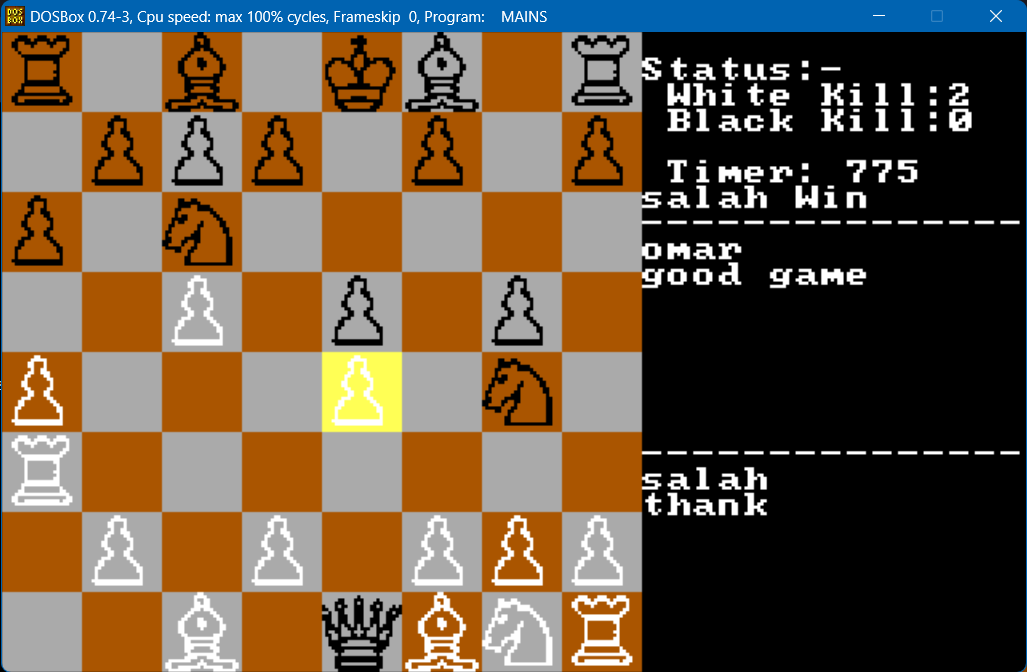 DOSBox 0.74-3, Cpu speed: max 100% cycles, Frameskip 0, Program: MAINS
Status:-
White Kill:2
Black Kill:0
Timer: 775
salah Win
---------------
omar
good game
---------------
salah
thank